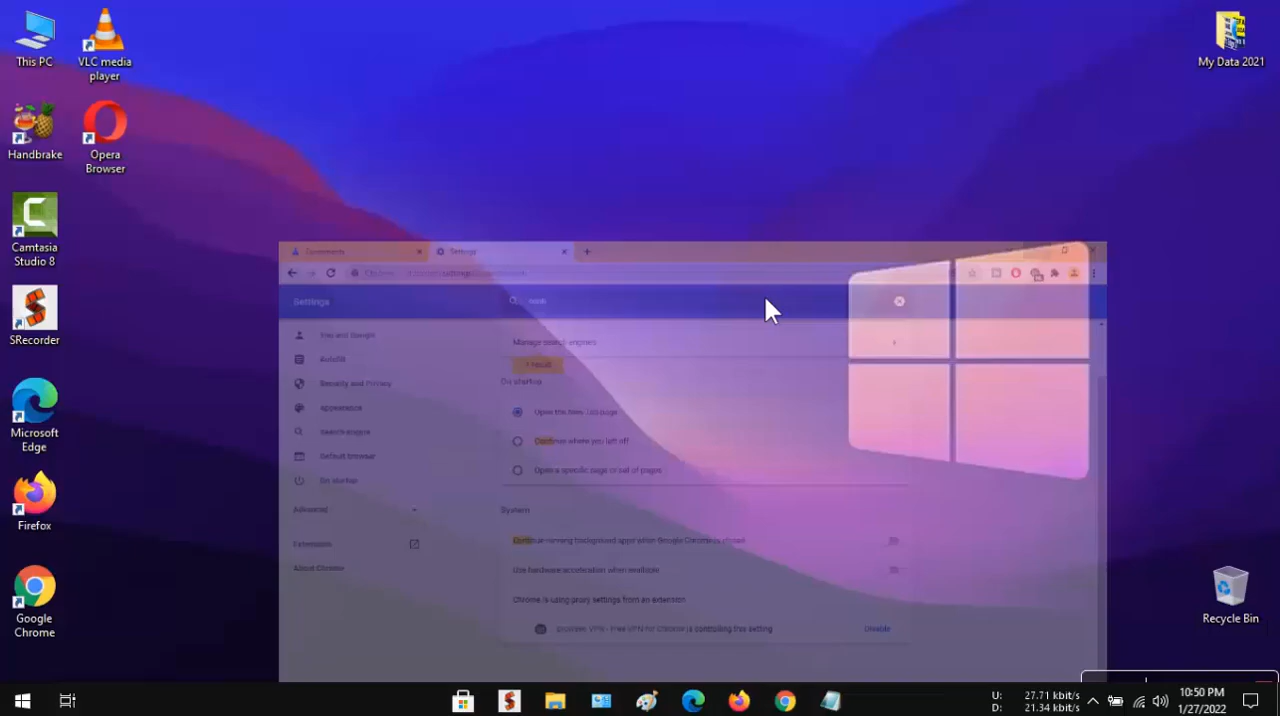 This PC
VLC media
player
My Data 2021
Handbrake
Opera
Browser
Camtasia
Studio 8
SRecorder
Microsoft
Edge
Firefox
Google
Chrome
Recycle Bin
Settings
Settings
You and Google
Autofill
Security and Privacy
Appearance
Search engine
Default browser
On startup
Advanced
Extensions
About Chrome
Manage search engines
1 result
On startup
Open the New Tab page
Continue where you left off
Open a specific page or set of pages
System
Continue running background apps when Google Chrome is closed
Use hardware acceleration when available
Chrome is using proxy settings from an extension
VPN - Free VPN for Chrome is controlling this setting
Disable
U: 27.71 kbit/s
D: 21.34 kbit/s
10:50 PM
1/27/2022